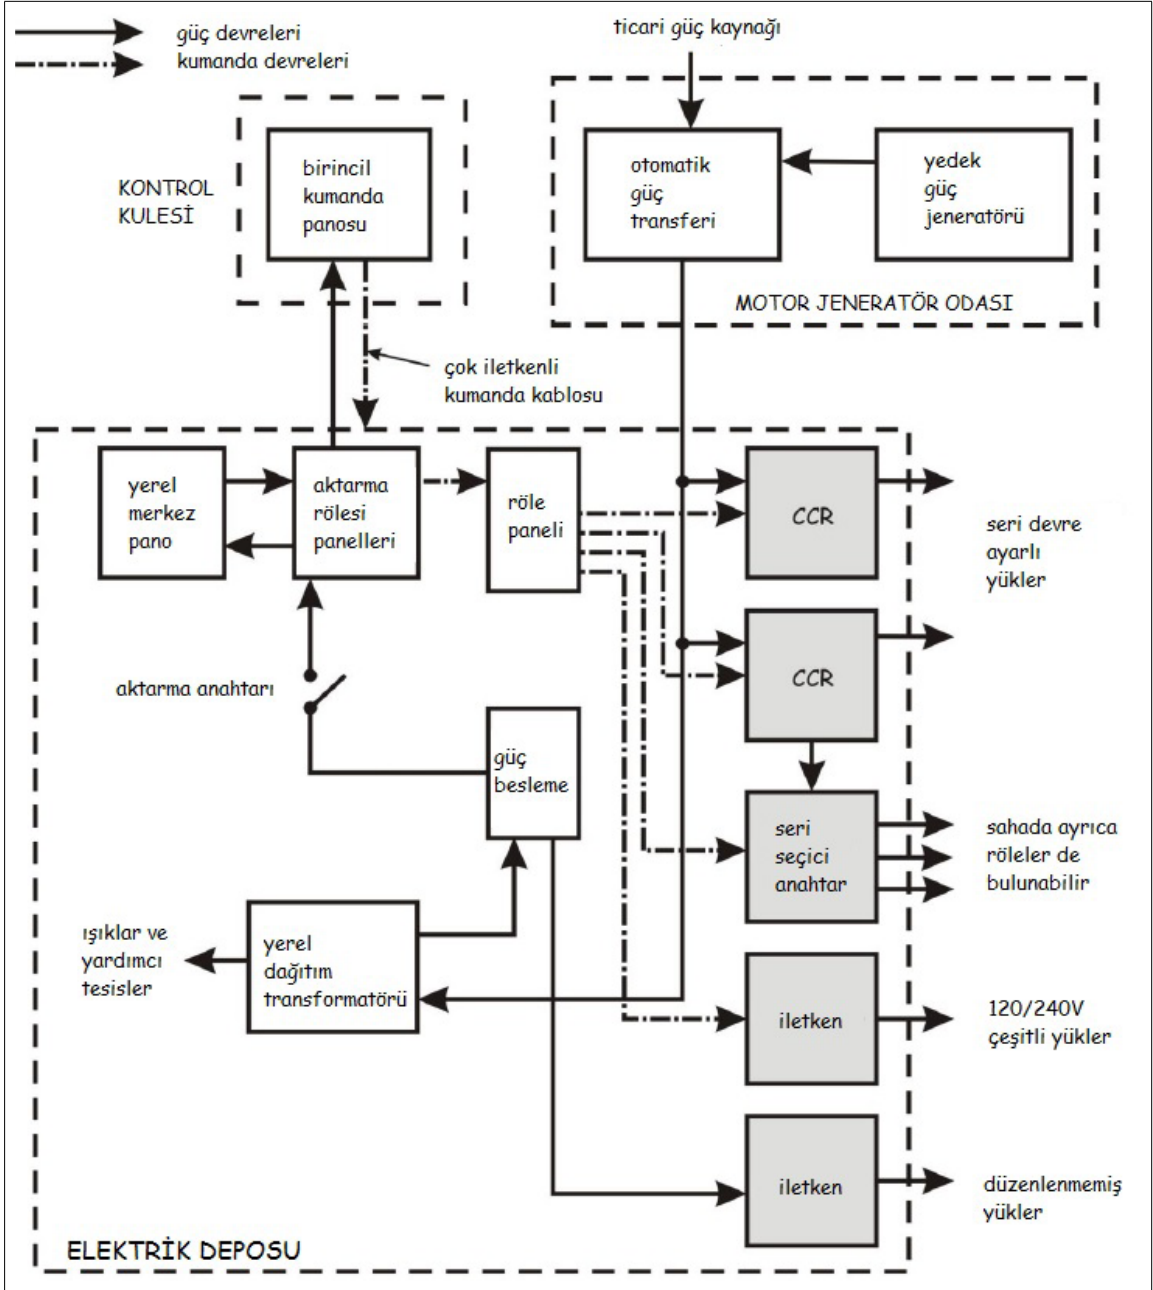 güç devreleri
kumanda devreleri
ticari güç kaynağı
birincil
kumanda
panosu
KONTROL
KULESİ
otomatik
güç
transferi
yedek
güç
jeneratörü
MOTOR JENERATÖR ODASI
çok iletkenli
kumanda kablosu
yerel
merkez
pano
aktarma
rölesi
panelleri
röle
paneli
CCR
seri devre
ayarlı
yükler
aktarma anahtarı
CCR
güç
besleme
seri
seçici
anahtar
sahada ayrıca
röleler de
bulunabilir
ışıklar ve
yardımcı
tesisler
yerel
dağıtım
transformatörü
iletken
120/240V
çeşitli yükler
iletken
düzenlenmemiş
yükler
ELEKTRİK DEPOSU